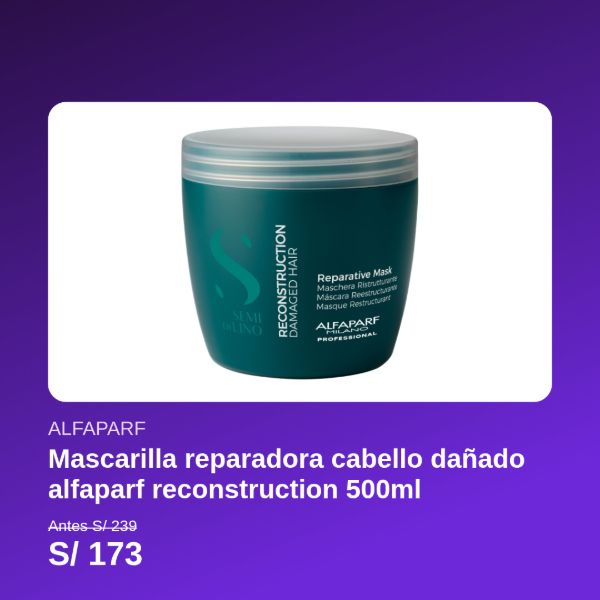 SEMI
DI LINO
RECONSTRUCTION
DAMAGED HAIR
Reparative Mask
Maschera Ristrutturante
Máscara Reestructurante
Masque Restructurant
ALFAPARF
MILANO
PROFESSIONAL
ALFAPARF
Mascarilla reparadora cabello dañado
alfaparf reconstruction 500ml
Antes S/ 239
S/ 173